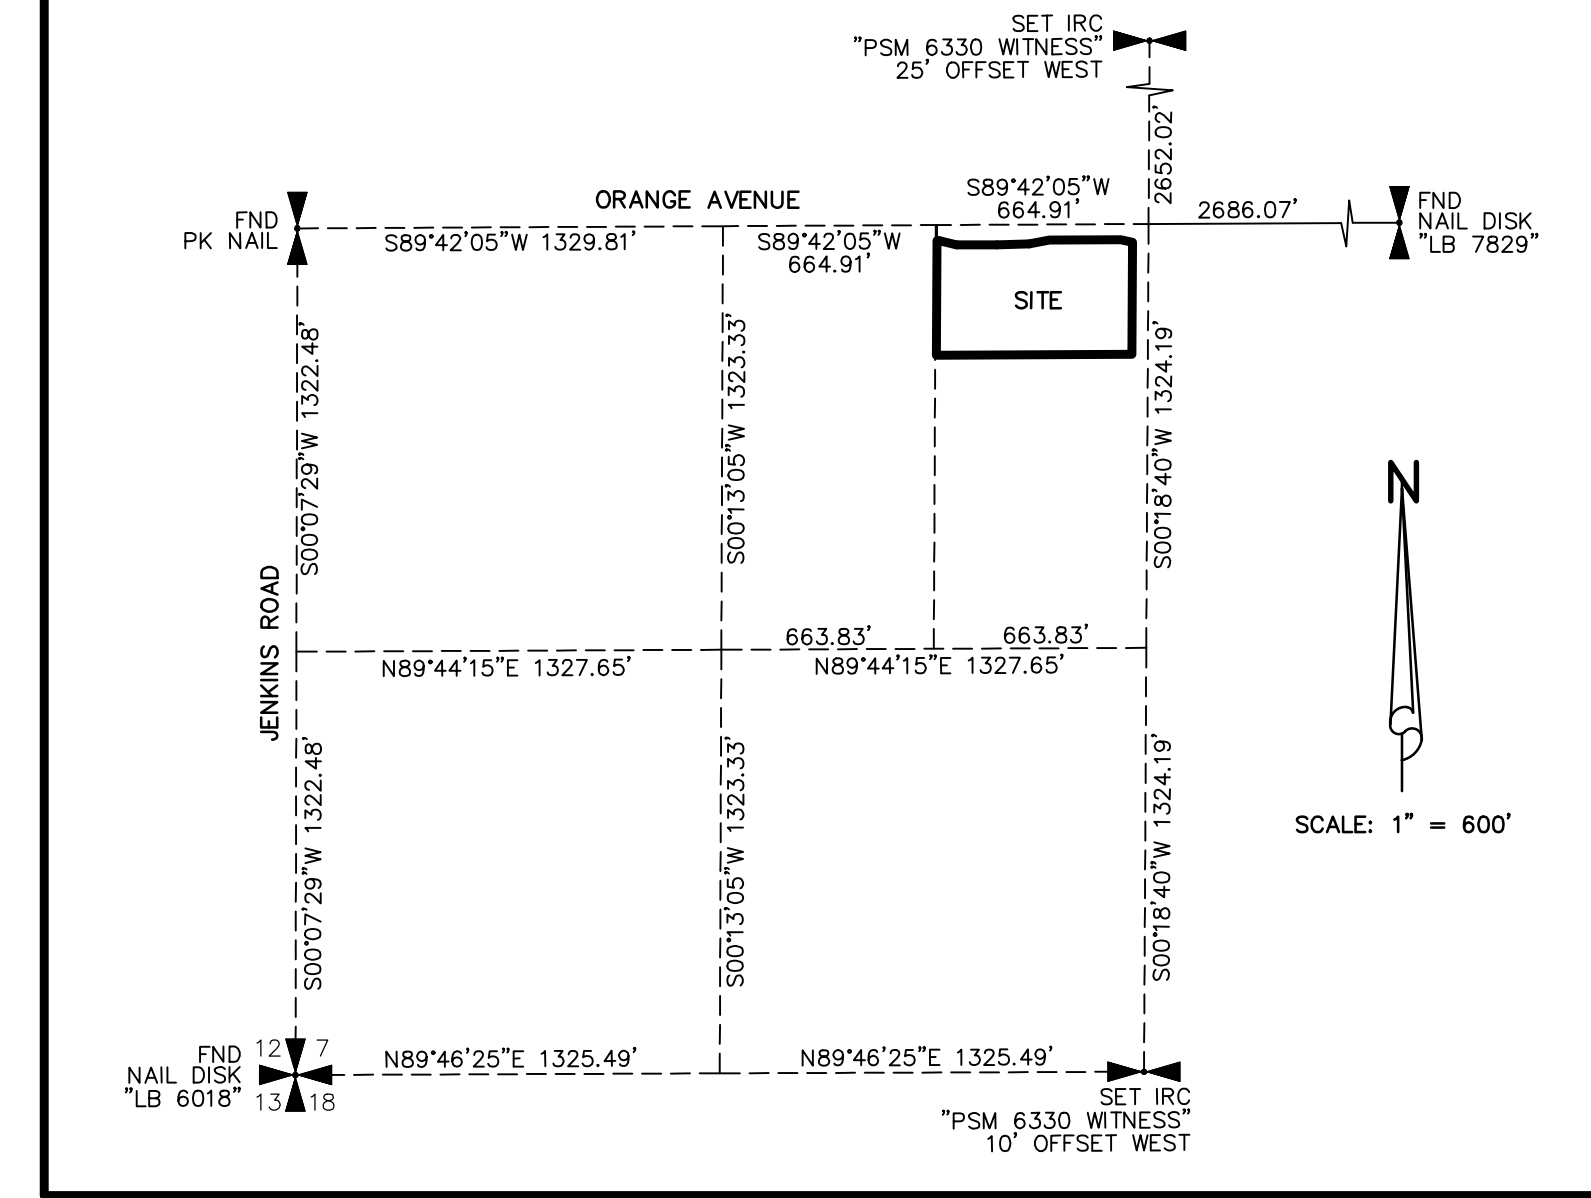 SET IRC
"PSM 6330 WITNESS"
25' OFFSET WEST
2652.02'
ORANGE AVENUE
S89°42'05"W
664.91'
2686.07'
FND
NAIL DISK
"LB 7829"
FND
PK NAIL
S89°42'05"W 1329.81'
S89°42'05"W
664.91'
SITE
S00°07'29"W 1322.48'
S00°13'05"W 1323.33'
S00°18'40"W 1324.19'
N
JENKINS ROAD
663.83'
663.83'
N89°44'15"E 1327.65'
N89°44'15"E 1327.65'
S00°07'29"W 1322.48'
S00°13'05"W 1323.33'
S00°18'40"W 1324.19'
SCALE: 1" = 600'
FND
NAIL DISK
"LB 6018"
12 7
13 18
N89°46'25"E 1325.49'
N89°46'25"E 1325.49'
SET IRC
"PSM 6330 WITNESS"
10' OFFSET WEST